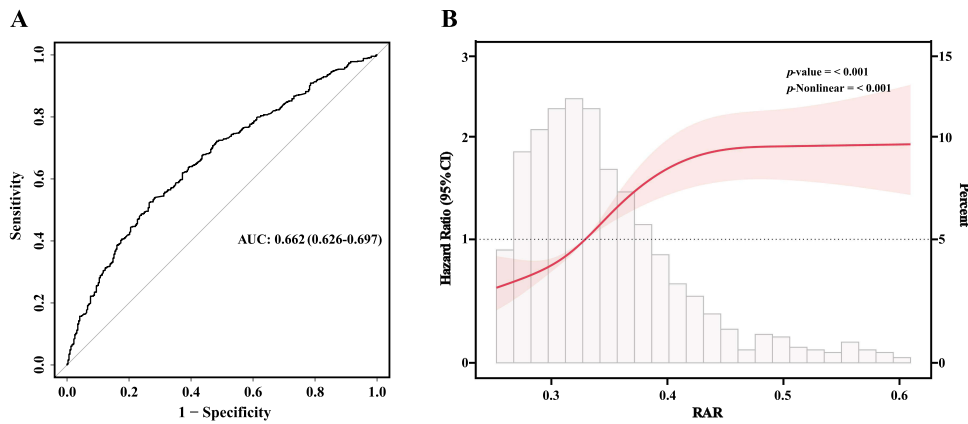 A
1.0
0.8
0.6
0.4
0.2
0.0
Sensitivity
AUC: 0.662 (0.626-0.697)
0.0 0.2 0.4 0.6 0.8 1.0
1 − Specificity
B
3
2
1
0
Hazard Ratio (95%CI)
p-value = < 0.001
p-Nonlinear = < 0.001
15
10
5
0
Percent
0.3 0.4 0.5 0.6
RAR